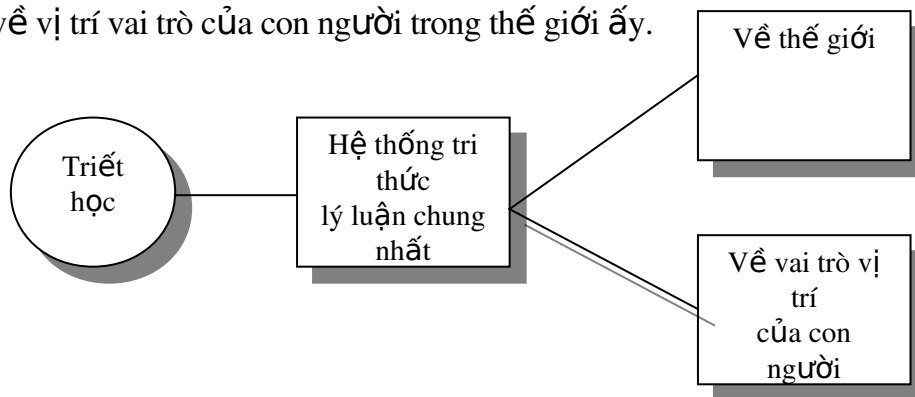 về vị trí vai trò của con người trong thế giới ấy.
Về thế giới
Triết
học
Hệ thống tri
thức
lý luận chung
nhất
Về vai trò vị
trí
của con
người